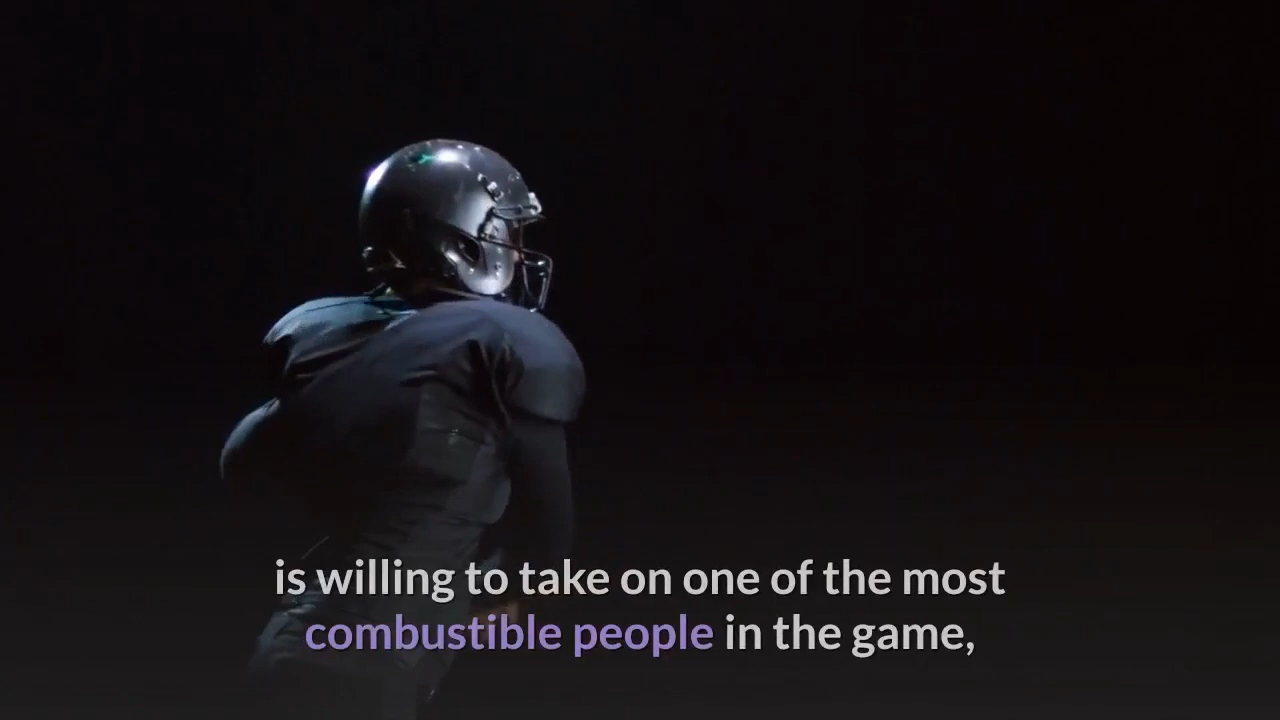 is willing to take on one of the most
combustible people in the game,